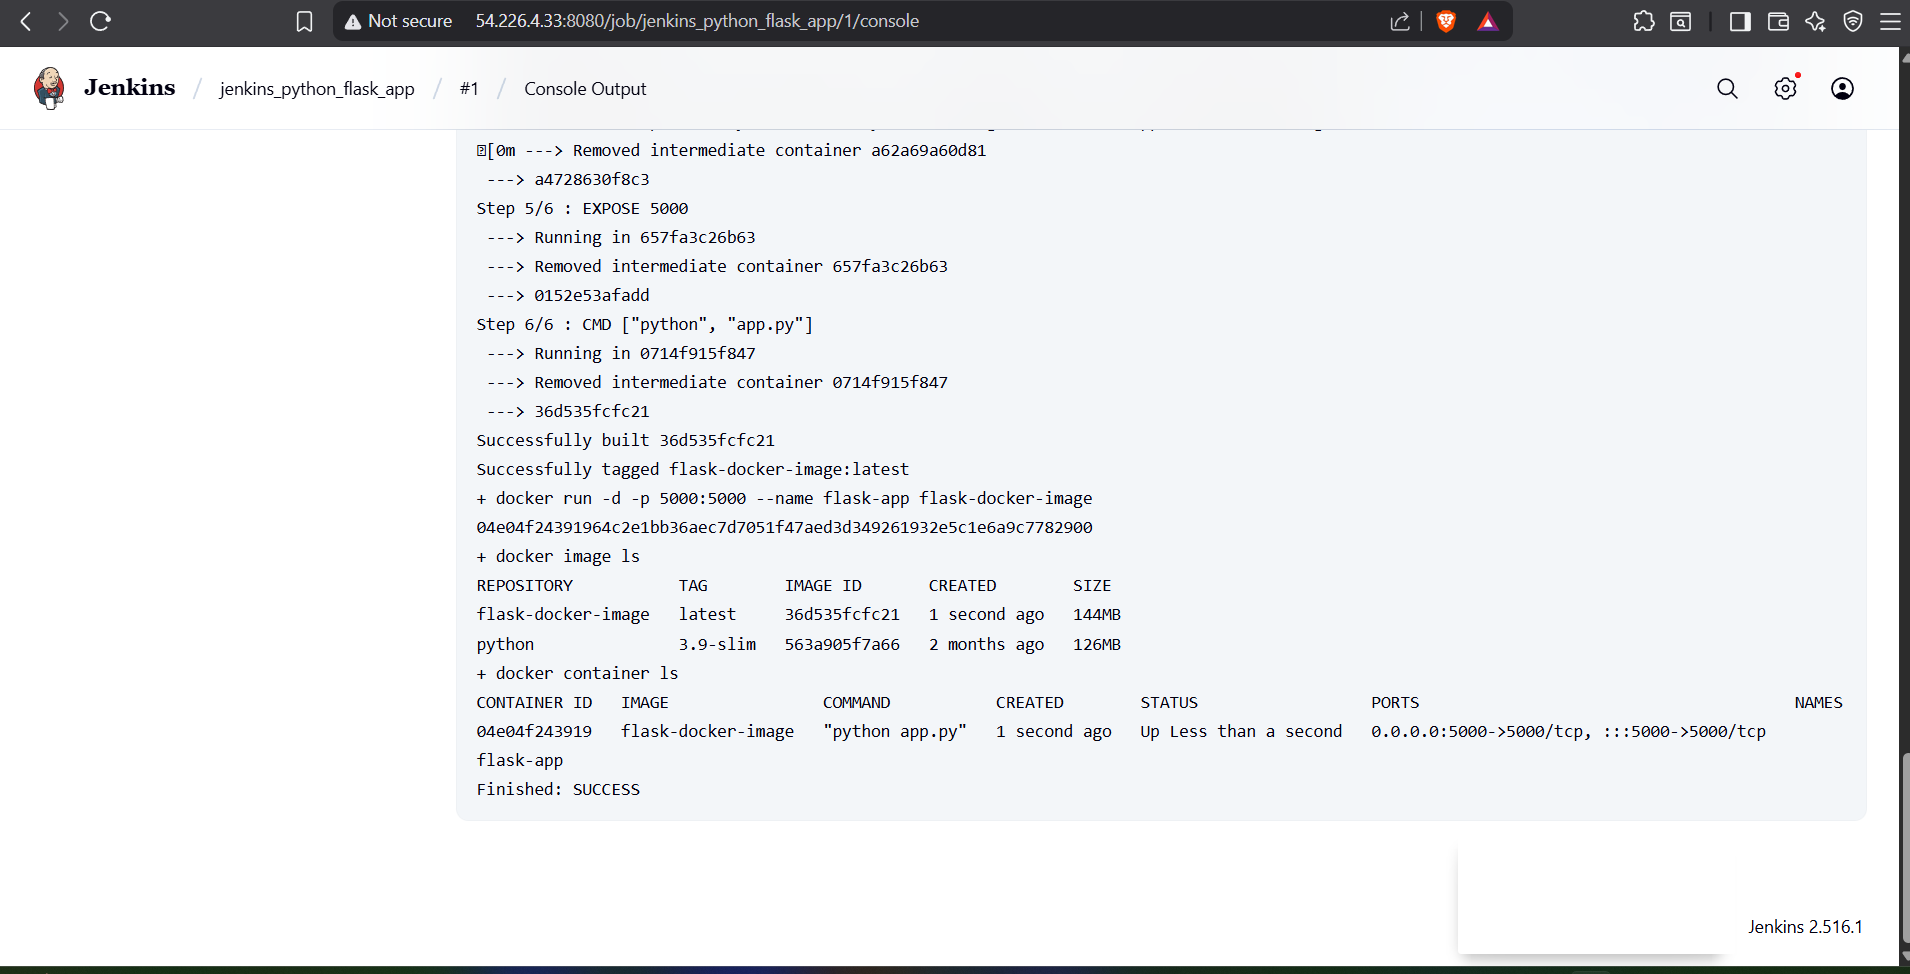 Not secure 54.226.4.33:8080/job/jenkins_python_flask_app/1/console
Jenkins / jenkins_python_flask_app / #1 / Console Output
[0m ---> Removed intermediate container a62a69a60d81
---> a4728630f8c3
Step 5/6 : EXPOSE 5000
---> Running in 657fa3c26b63
---> Removed intermediate container 657fa3c26b63
---> 0152e53afadd
Step 6/6 : CMD ["python", "app.py"]
---> Running in 0714f915f847
---> Removed intermediate container 0714f915f847
---> 36d535fcfc21
Successfully built 36d535fcfc21
Successfully tagged flask-docker-image:latest
+ docker run -d -p 5000:5000 --name flask-app flask-docker-image
04e04f24391964c2e1bb36aec7d7051f47aed3d349261932e5c1e6a9c7782900
+ docker image ls
REPOSITORY TAG IMAGE ID CREATED SIZE
flask-docker-image latest 36d535fcfc21 1 second ago 144MB
python 3.9-slim 563a905f7a66 2 months ago 126MB
+ docker container ls
CONTAINER ID IMAGE COMMAND CREATED STATUS PORTS NAMES
04e04f243919 flask-docker-image "python app.py" 1 second ago Up Less than a second 0.0.0.0:5000->5000/tcp, :::5000->5000/tcp
flask-app
Finished: SUCCESS
Jenkins 2.516.1